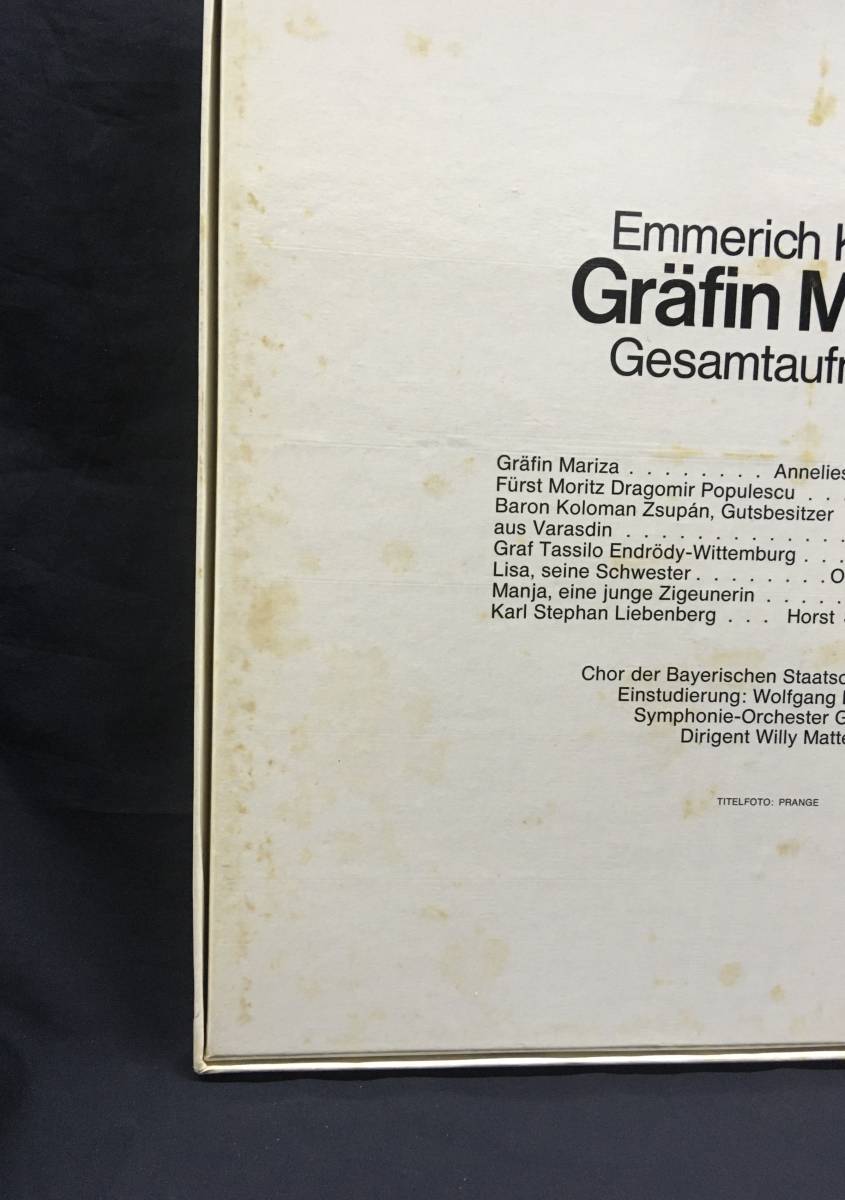 Emmerich K
Gräfin M
Gesamtaufn
Gräfin Mariza . . . . . . . . Annelies
Fürst Moritz Dragomir Populescu . . .
Baron Koloman Zsupán, Gutsbesitzer
aus Varasdin . . . . . . . . . . . . .
Graf Tassilo Endrödy-Wittemburg . . .
Lisa, seine Schwester . . . . . . . . O
Manja, eine junge Zigeunerin . . . . .
Karl Stephan Liebenberg . . . Horst
Chor der Bayerischen Staatso
Einstudierung: Wolfgang
Symphonie-Orchester G
Dirigent Willy Matte
TITELFOTO: PRANGE